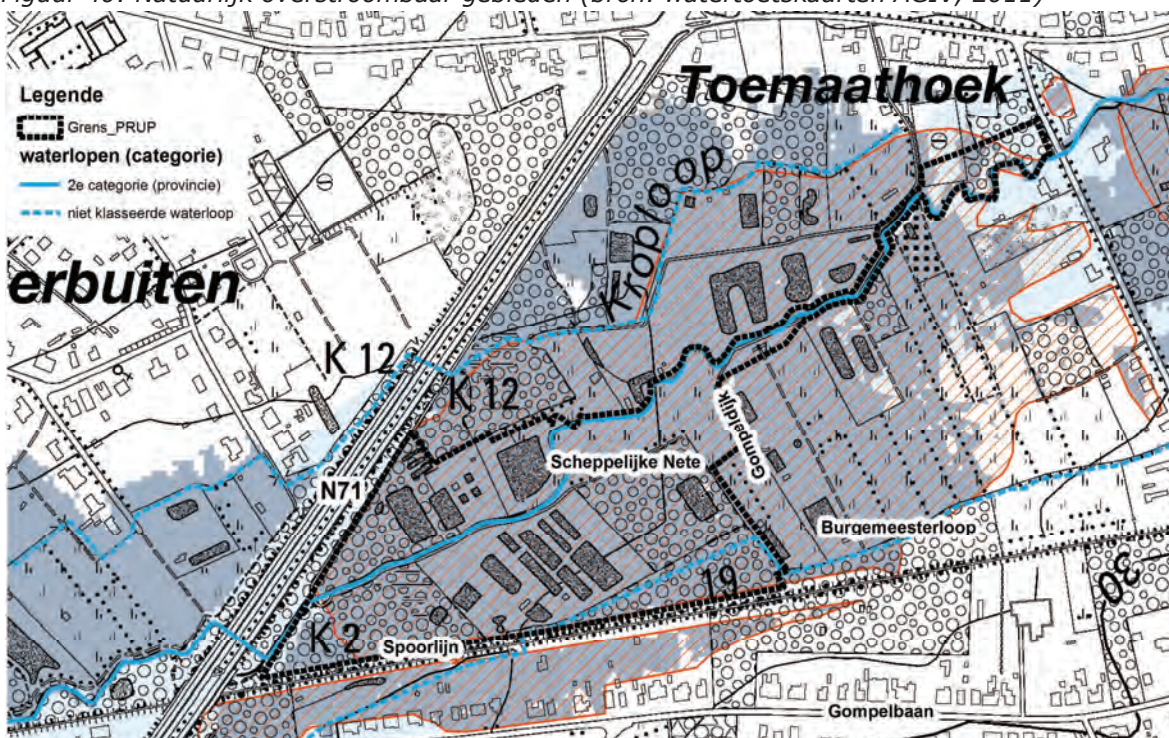 Figuur 40: Natuurlijk overstroombaar gebieden (bron: watertoetskaarten AGIV, 2011)
Toemaathoek
Legende
Grens_PRUP
waterlopen (categorie)
2e categorie (provincie)
niet klasseerde waterloop
Kroploop
erbuiten
K 12
K 12
Gompeldijk
Scheppelijke Nete
N71
Burgemeesterloop
19
30
K 2
Spoorlijn
Gompelbaan